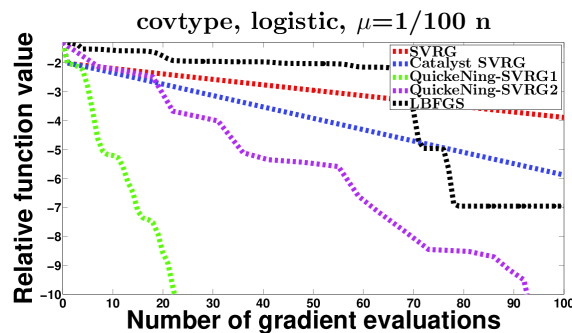 covtype, logistic, μ=1/100 n
Relative function value
-2
-3
-4
-5
-6
-7
-8
-9
-10
SVRG
Catalyst SVRG
QuickeNing-SVRG1
QuickeNing-SVRG2
LBFGS
0 10 20 30 40 50 60 70 80 90 100
Number of gradient evaluations